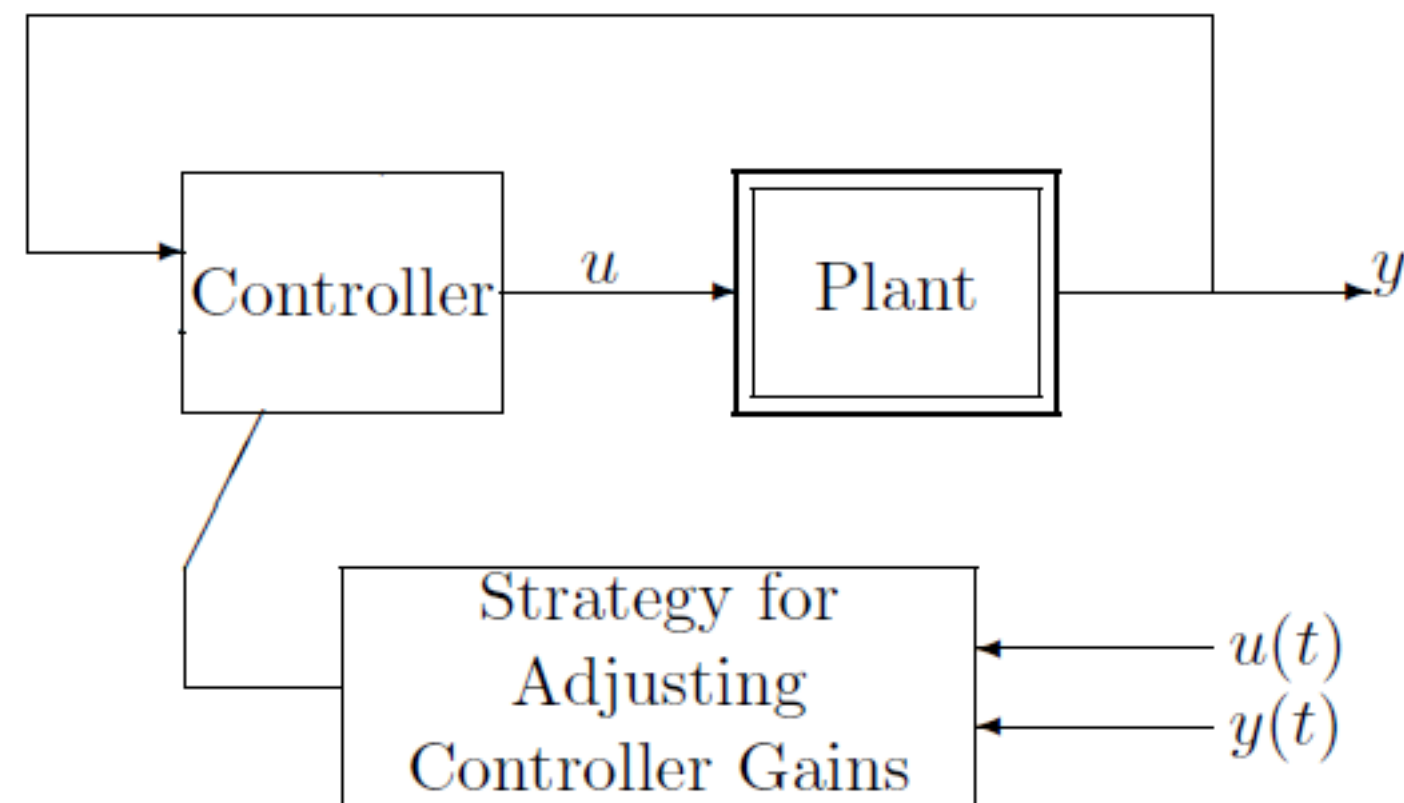 Controller
u
Plant
y
Strategy for
Adjusting
Controller Gains
u(t)
y(t)